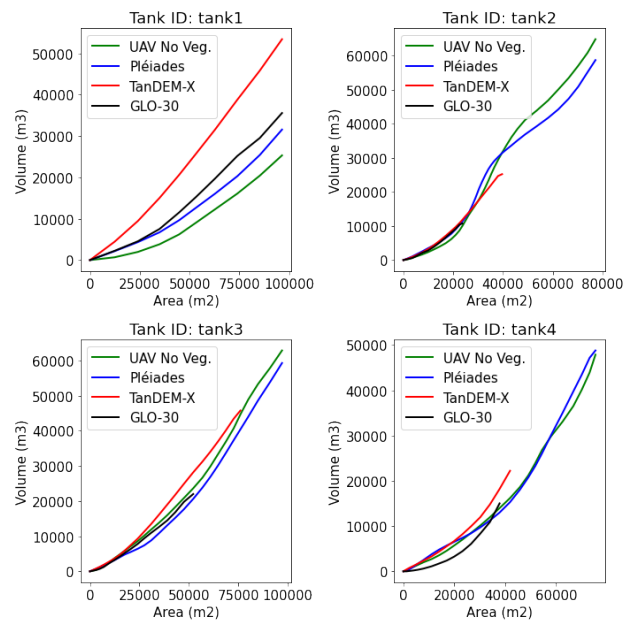 Tank ID: tank1
50000
40000
30000
20000
10000
0
Volume (m3)
UAV No Veg.
Pléiades
TanDEM-X
GLO-30
0 25000 50000 75000 100000
Area (m2)
Tank ID: tank2
60000
50000
40000
30000
20000
10000
0
Volume (m3)
UAV No Veg.
Pléiades
TanDEM-X
GLO-30
0 20000 40000 60000 80000
Area (m2)
Tank ID: tank3
60000
50000
40000
30000
20000
10000
0
Volume (m3)
UAV No Veg.
Pléiades
TanDEM-X
GLO-30
0 25000 50000 75000 100000
Area (m2)
Tank ID: tank4
50000
40000
30000
20000
10000
0
Volume (m3)
UAV No Veg.
Pléiades
TanDEM-X
GLO-30
0 20000 40000 60000
Area (m2)